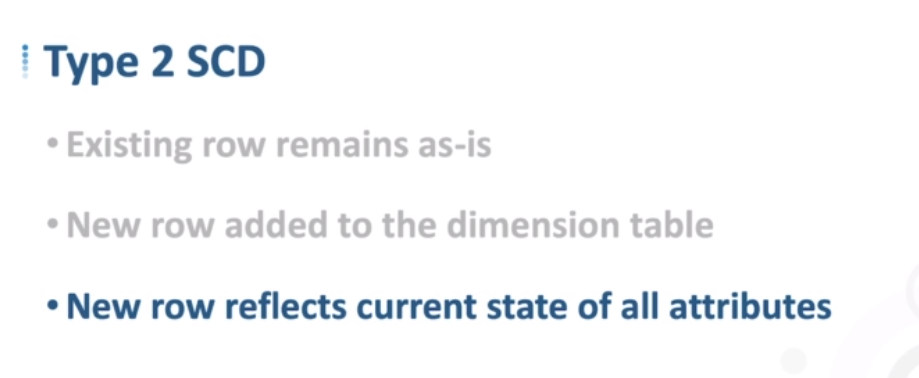 Type 2 SCD
• Existing row remains as-is
• New row added to the dimension table
• New row reflects current state of all attributes